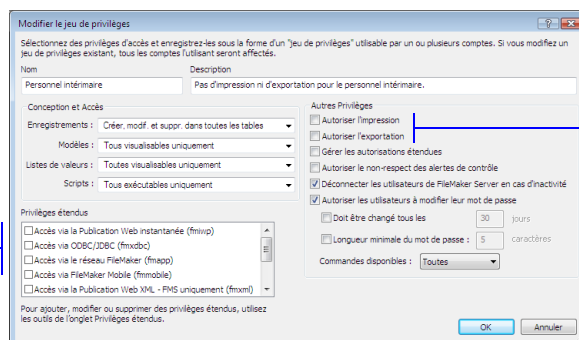 Modifier le jeu de privilèges
Sélectionnez des privilèges d'accès et enregistrez-les sous la forme d'un "jeu de privilèges" utilisable par un ou plusieurs comptes. Si vous modifiez un
jeu de privilèges existant, tous les comptes l'utilisant seront affectés.
Nom
Description
Personnel intérimaire
Pas d'impression ni d'exportation pour le personnel intérimaire.
Conception et Accès
Enregistrements : Créer, modif. et suppr. dans toutes les tables
Modèles : Tous visualisables uniquement
Listes de valeurs : Toutes visualisables uniquement
Scripts : Tous exécutables uniquement
Privilèges étendus
Accès via la Publication Web instantanée (fmiwp)
Accès via ODBC/JDBC (fmxdbc)
Accès via le réseau FileMaker (fmapp)
Accès via FileMaker Mobile (fmmobile)
Accès via la Publication Web XML - FMS uniquement (fmxml)
Pour ajouter, modifier ou supprimer des privilèges étendus, utilisez
les outils de l'onglet Privilèges étendus.
Autres Privilèges
Autoriser l'impression
Autoriser l'exportation
Gérer les autorisations étendues
Autoriser le non-respect des alertes de contrôle
Déconnecter les utilisateurs de FileMaker Server en cas d'inactivité
Autoriser les utilisateurs à modifier leur mot de passe
Doit être changé tous les 30 jours
Longueur minimale du mot de passe : 5 caractères
Commandes disponibles : Toutes
OK
Annuler